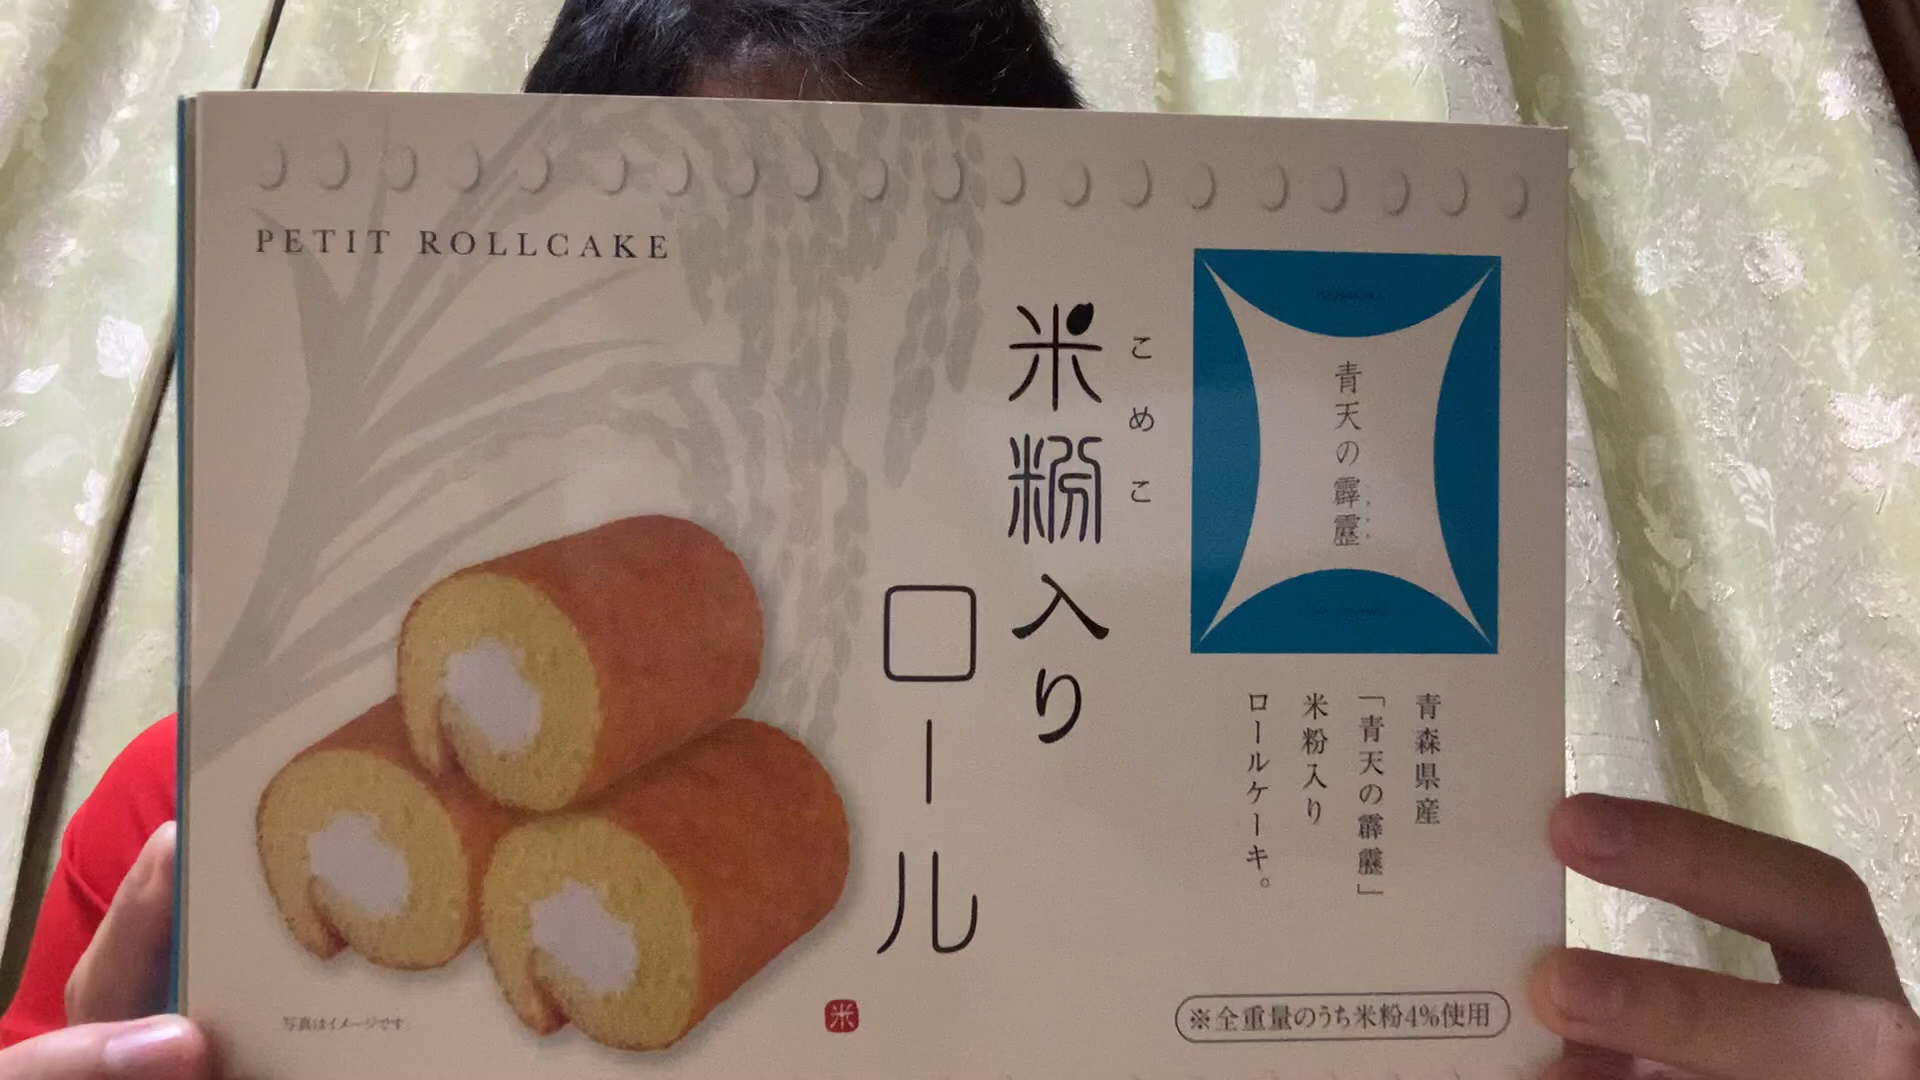 PETIT ROLLCAKE
米粉入り
こめこ
ロール
青天の霹靂
青森県産
「青天の霹靂」
米粉入り
ロールケーキ。
※全重量のうち米粉4%使用
米
写真はイメージです。